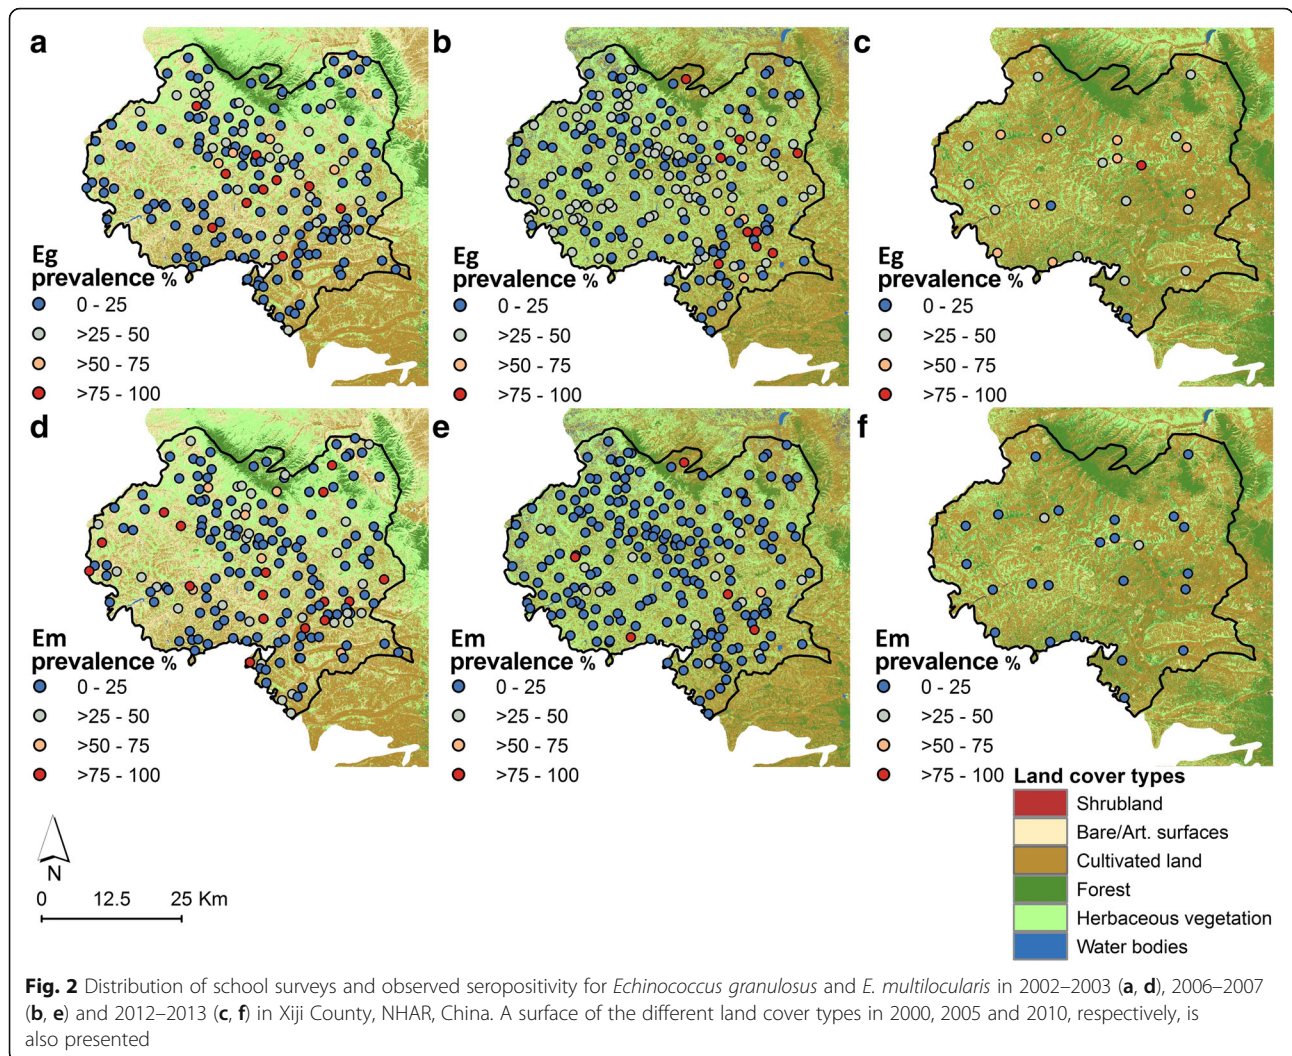 a
b
c
Eg
prevalence %
0 - 25
>25 - 50
>50 - 75
>75 - 100
Eg
prevalence %
0 - 25
>25 - 50
>50 - 75
>75 - 100
Eg
prevalence %
0 - 25
>25 - 50
>50 - 75
>75 - 100
d
e
f
Em
prevalence %
0 - 25
>25 - 50
>50 - 75
>75 - 100
Em
prevalence %
0 - 25
>25 - 50
>50 - 75
>75 - 100
Em
prevalence %
0 - 25
>25 - 50
>50 - 75
>75 - 100
Land cover types
Shrubland
Bare/Art. surfaces
Cultivated land
Forest
Herbaceous vegetation
Water bodies
N
0 12.5 25 Km
Fig. 2 Distribution of school surveys and observed seropositivity for Echinococcus granulosus and E. multilocularis in 2002–2003 (a, d), 2006–2007
(b, e) and 2012–2013 (c, f) in Xiji County, NHAR, China. A surface of the different land cover types in 2000, 2005 and 2010, respectively, is
also presented